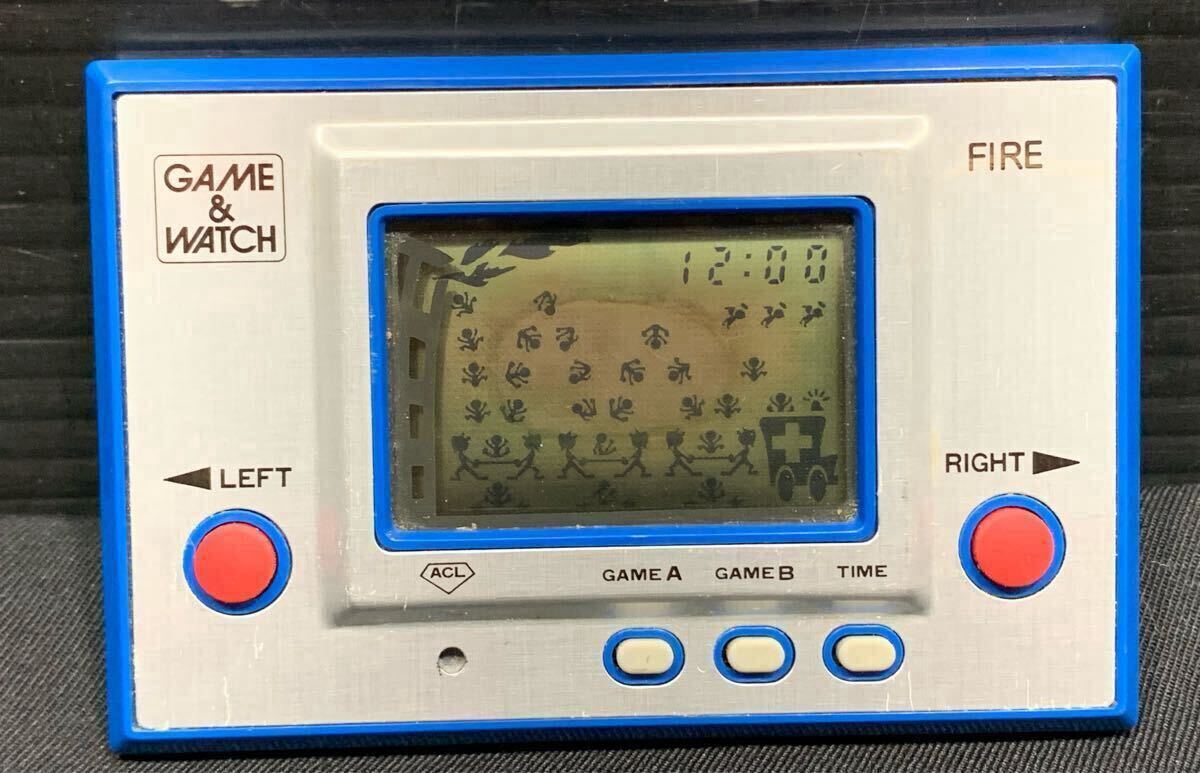 GAME
&
WATCH
FIRE
12:00
◀ LEFT
RIGHT ▶
ACL
GAME A
GAME B
TIME